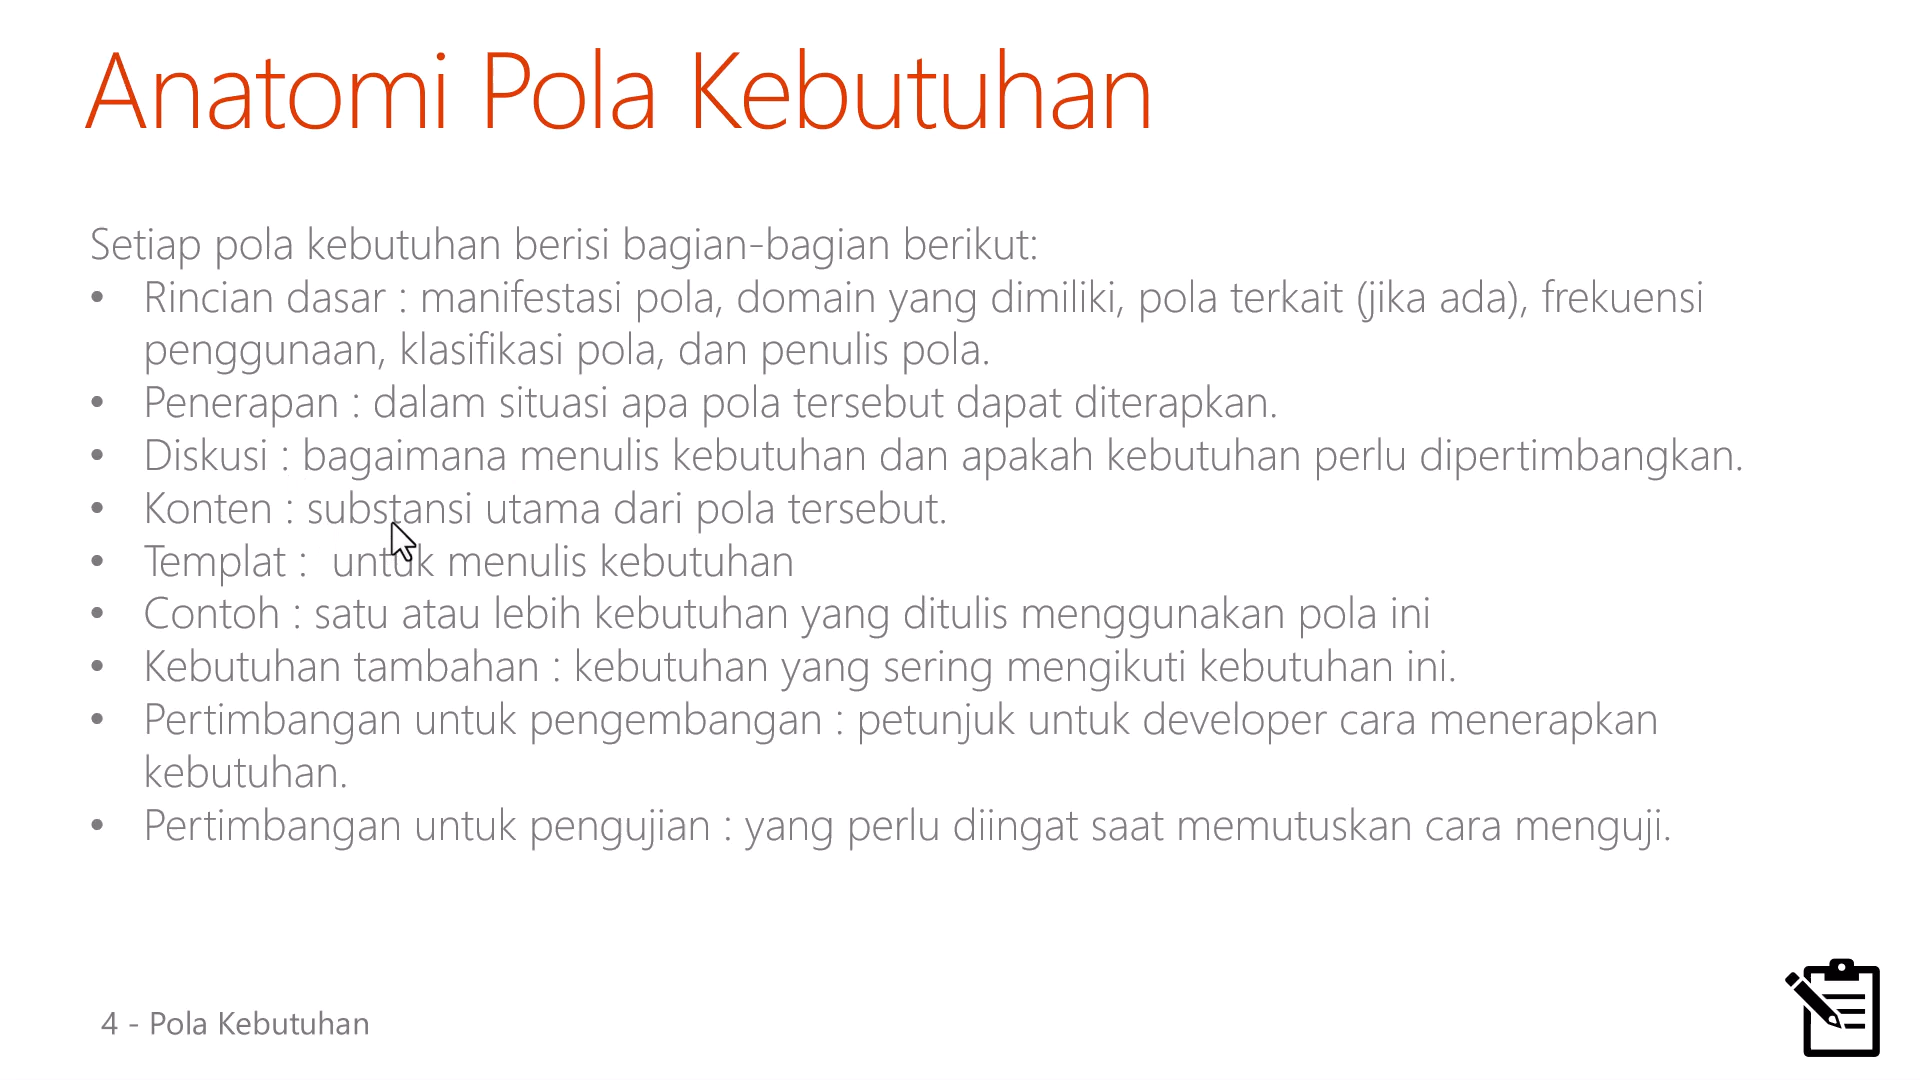 Anatomi Pola Kebutuhan
Setiap pola kebutuhan berisi bagian-bagian berikut:
• Rincian dasar : manifestasi pola, domain yang dimiliki, pola terkait (jika ada), frekuensi
penggunaan, klasifikasi pola, dan penulis pola.
• Penerapan : dalam situasi apa pola tersebut dapat diterapkan.
• Diskusi : bagaimana menulis kebutuhan dan apakah kebutuhan perlu dipertimbangkan.
• Konten : substansi utama dari pola tersebut.
• Templat :  untuk menulis kebutuhan
• Contoh : satu atau lebih kebutuhan yang ditulis menggunakan pola ini
• Kebutuhan tambahan : kebutuhan yang sering mengikuti kebutuhan ini.
• Pertimbangan untuk pengembangan : petunjuk untuk developer cara menerapkan
kebutuhan.
• Pertimbangan untuk pengujian : yang perlu diingat saat memutuskan cara menguji.
4 - Pola Kebutuhan